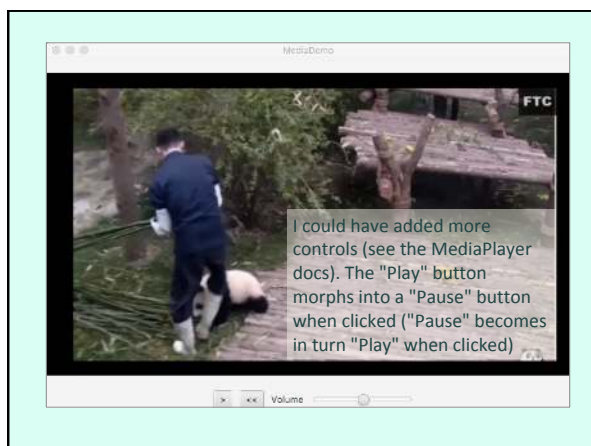 MediaDemo
FTC
I could have added more
controls (see the MediaPlayer
docs). The "Play" button
morphs into a "Pause" button
when clicked ("Pause" becomes
in turn "Play" when clicked)
> << Volume